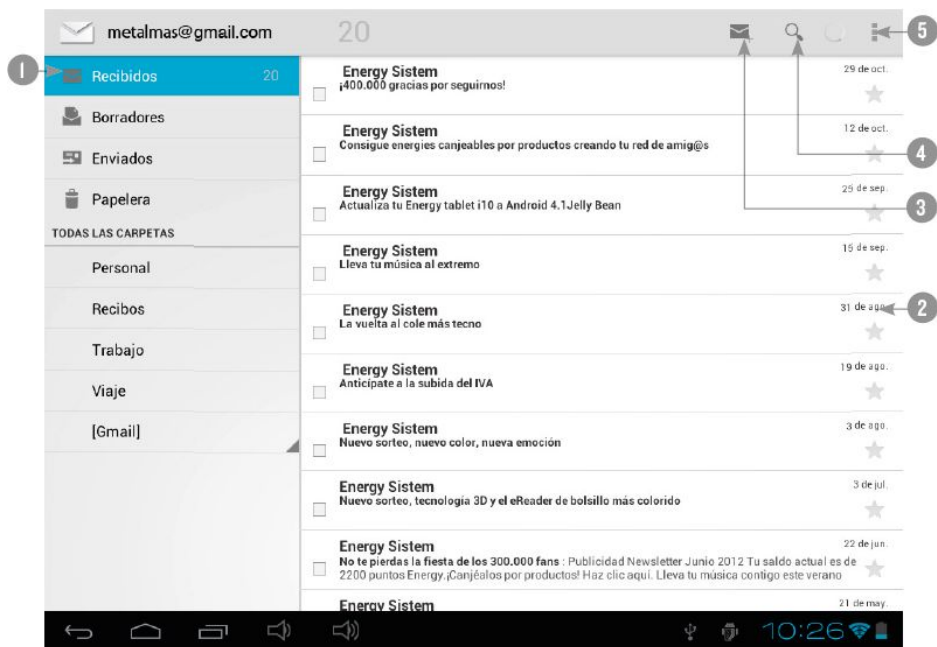 metalmas@gmail.com
20
5
1
Recibidos 20
Borradores
Enviados
Papelera
TODAS LAS CARPETAS
Personal
Recibos
Trabajo
Viaje
[Gmail]
Energy Sistem 29 de oct.
¡400.000 gracias por seguirnos!
Energy Sistem 12 de oct.
Consigue energies canjeables por productos creando tu red de amig@s
4
Energy Sistem 25 de sep.
Actualiza tu Energy tablet i10 a Android 4.1Jelly Bean
3
Energy Sistem 15 de sep.
Lleva tu música al extremo
Energy Sistem 31 de ago.
2
La vuelta al cole más tecno
Energy Sistem 19 de ago.
Anticípate a la subida del IVA
Energy Sistem 3 de ago.
Nuevo sorteo, nuevo color, nueva emoción
Energy Sistem 3 de jul.
Nuevo sorteo, tecnología 3D y el eReader de bolsillo más colorido
Energy Sistem 22 de jun.
No te pierdas la fiesta de los 300.000 fans : Publicidad Newsletter Junio 2012 Tu saldo actual es de
2200 puntos Energy.¡Canjéalos por productos! Haz clic aquí. Lleva tu música contigo este verano
Energy Sistem 21 de may.
10:26